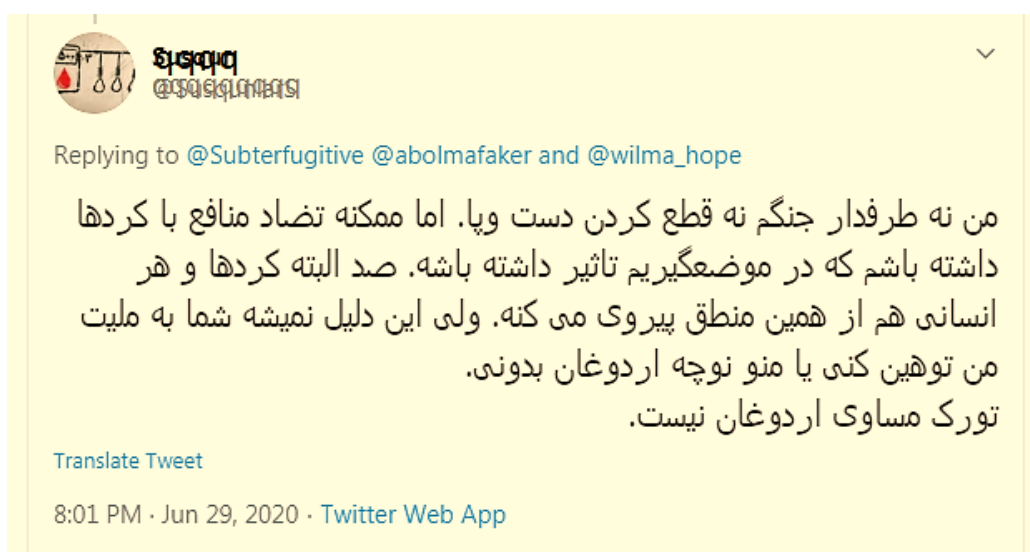 Replying to @Subterfugitive @abolmafaker and @wilma_hope
من نه طرفدار جنگم نه قطع کردن دست وپا. اما ممکنه تضاد منافع با کردها
داشته باشم که در موضعگیریم تاثیر داشته باشه. صد البته کردها و هر
انسانی هم از همین منطق پیروی می کنه. ولی این دلیل نمیشه شما به ملیت
من توهین کنی یا منو نوچه اردوغان بدونی.
تورک مساوی اردوغان نیست.
Translate Tweet
8:01 PM · Jun 29, 2020 · Twitter Web App